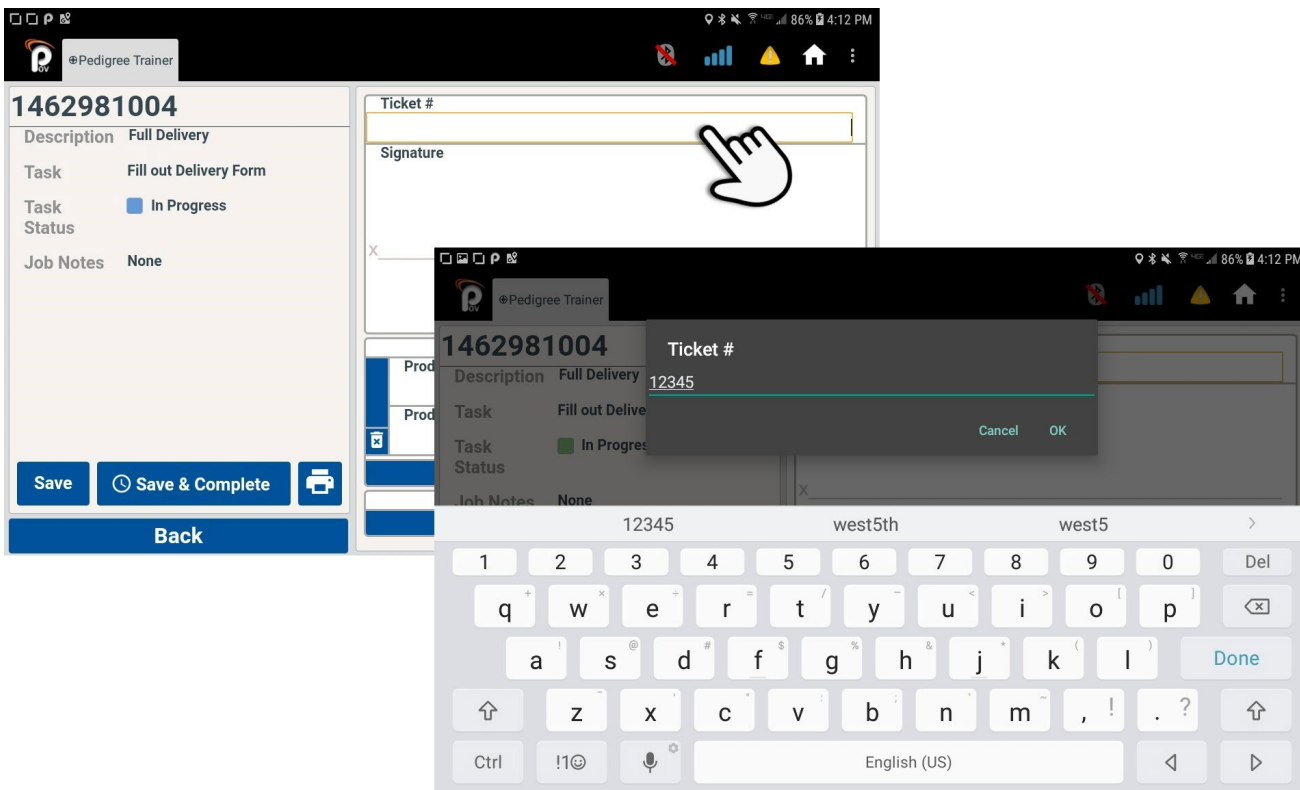 86% 4:12 PM
POV
Pedigree Trainer
1462981004
Description Full Delivery
Task Fill out Delivery Form
Task Status In Progress
Job Notes None
Save
Save & Complete
Back
Ticket #
Signature
X
Prod
Prod
86% 4:12 PM
POV
Pedigree Trainer
1462981004
Description Full Delivery
Task Fill out Delive
Task Status In Progres
Job Notes None
X
Ticket #
12345
Cancel OK
12345 west5th west5 >
1 2 3 4 5 6 7 8 9 0 Del
q + w × e ÷ r = t / y u < i > o [ p ]
a ! s @ d # f $ g % h & j * k ( l ) Done
z x ' c " v : b ; n m ~ , ! . ?
Ctrl !1☺ English (US)